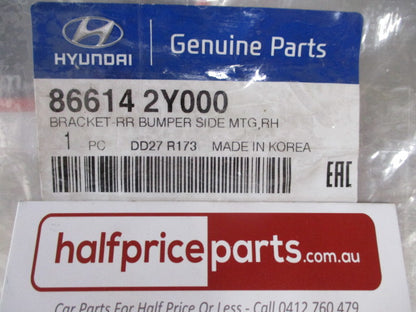 HYUNDAI
Genuine Parts
86614 2Y000
BRACKET-RR BUMPER SIDE MTG,RH
1 PC DD27 R173 MADE IN KOREA
EAC
halfpriceparts.com.au
Car Parts For Half Price Or Less - Call 0412 760 479